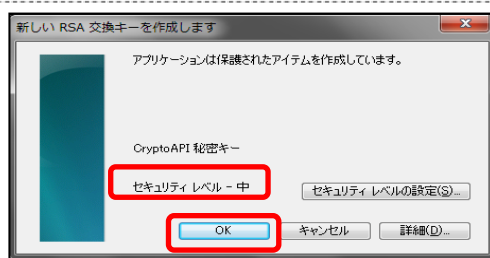 新しい RSA 交換キーを作成します
アプリケーションは保護されたアイテムを作成しています。
CryptoAPI 秘密キー
セキュリティ レベル - 中
セキュリティ レベルの設定(S)...
OK
キャンセル
詳細(D)...